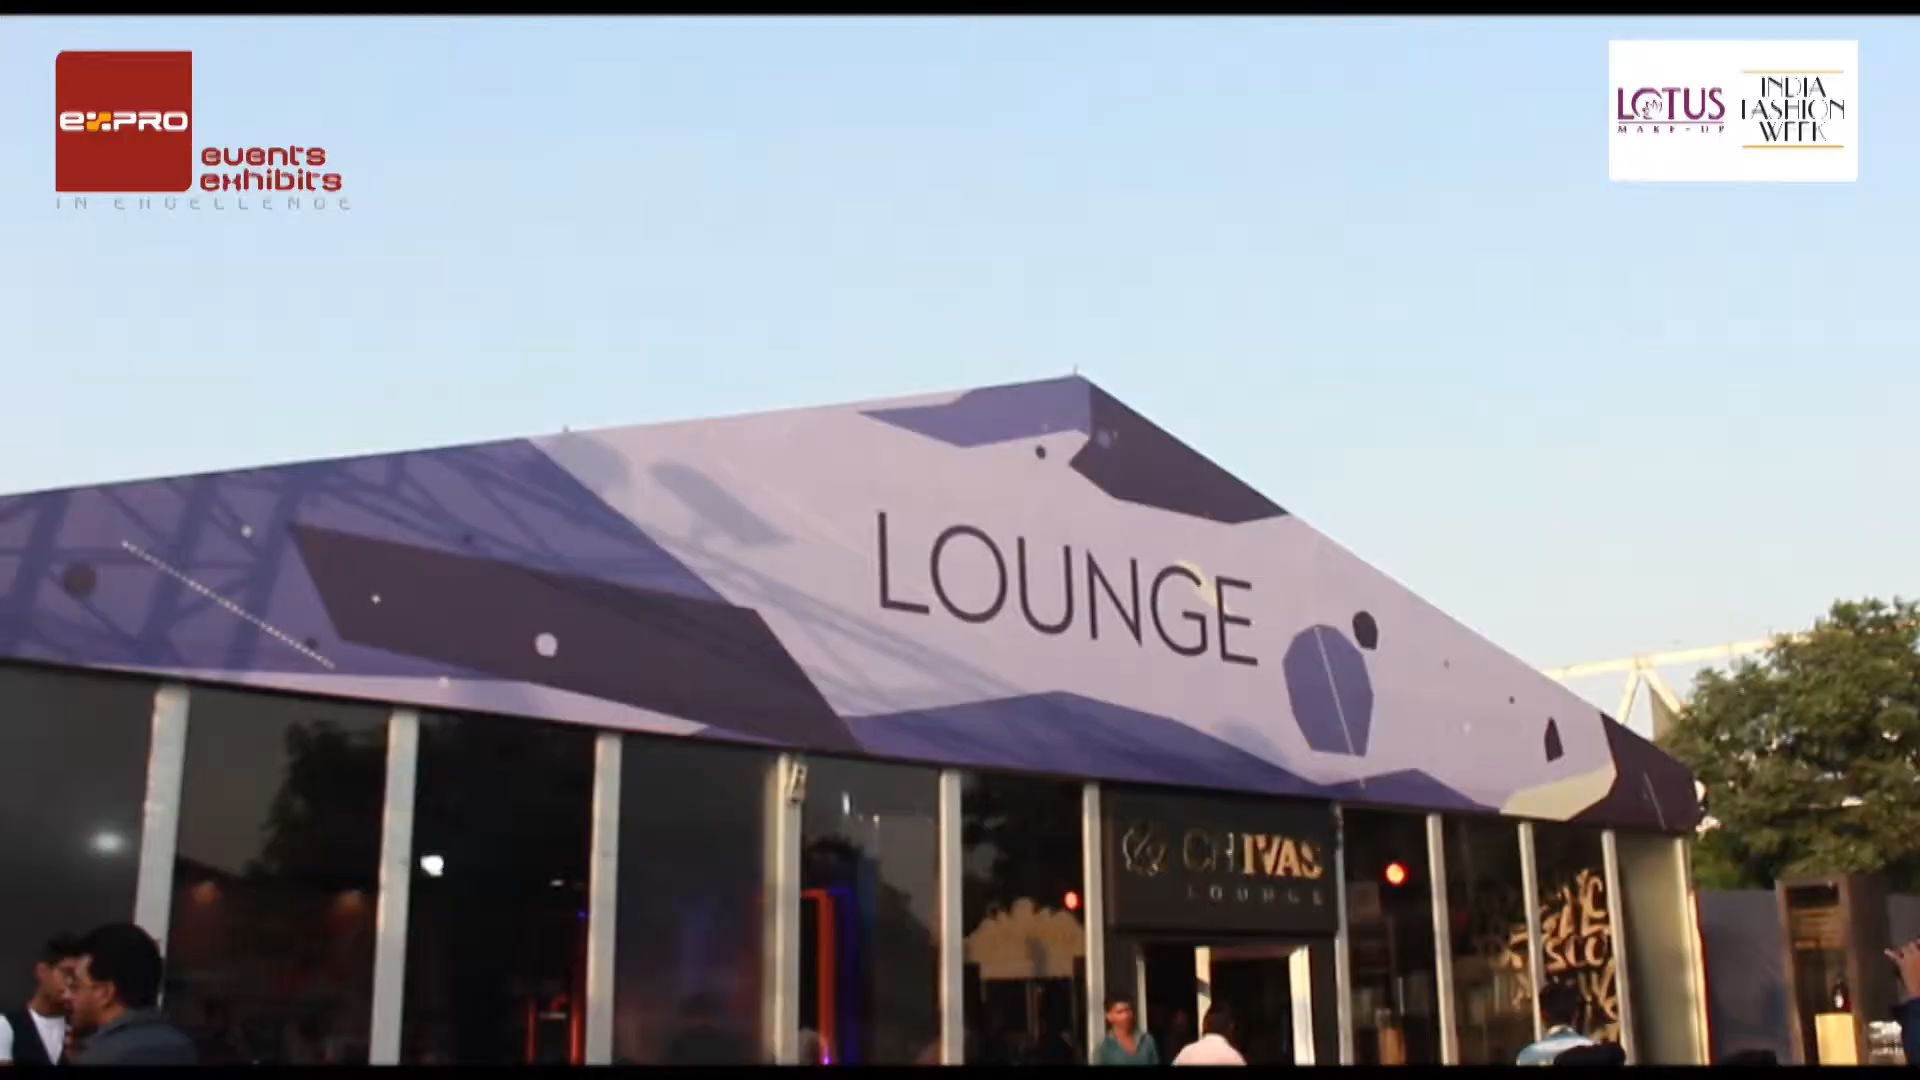 exPRO
events
exhibits
IN EXCELLENCE
LOTUS
MAKE-UP
INDIA
FASHION
WEEK
LOUNGE
CHIVAS
LOUNGE